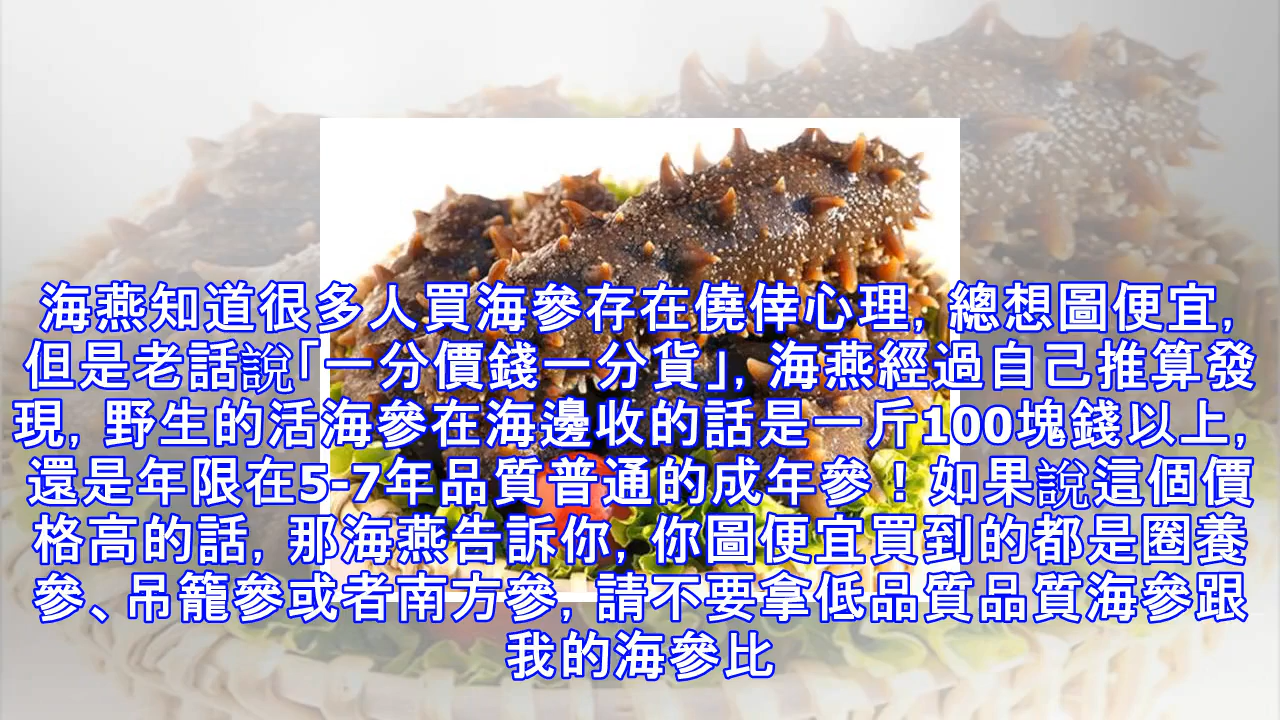 海燕知道很多人買海參存在僥倖心理, 總想圖便宜,
但是老話說「一分價錢一分貨」, 海燕經過自己推算發
現, 野生的活海參在海邊收的話是一斤100塊錢以上,
還是年限在5-7年品質普通的成年參！如果說這個價
格高的話, 那海燕告訴你, 你圖便宜買到的都是圈養
參、吊籠參或者南方參, 請不要拿低品質品質海參跟
我的海參比